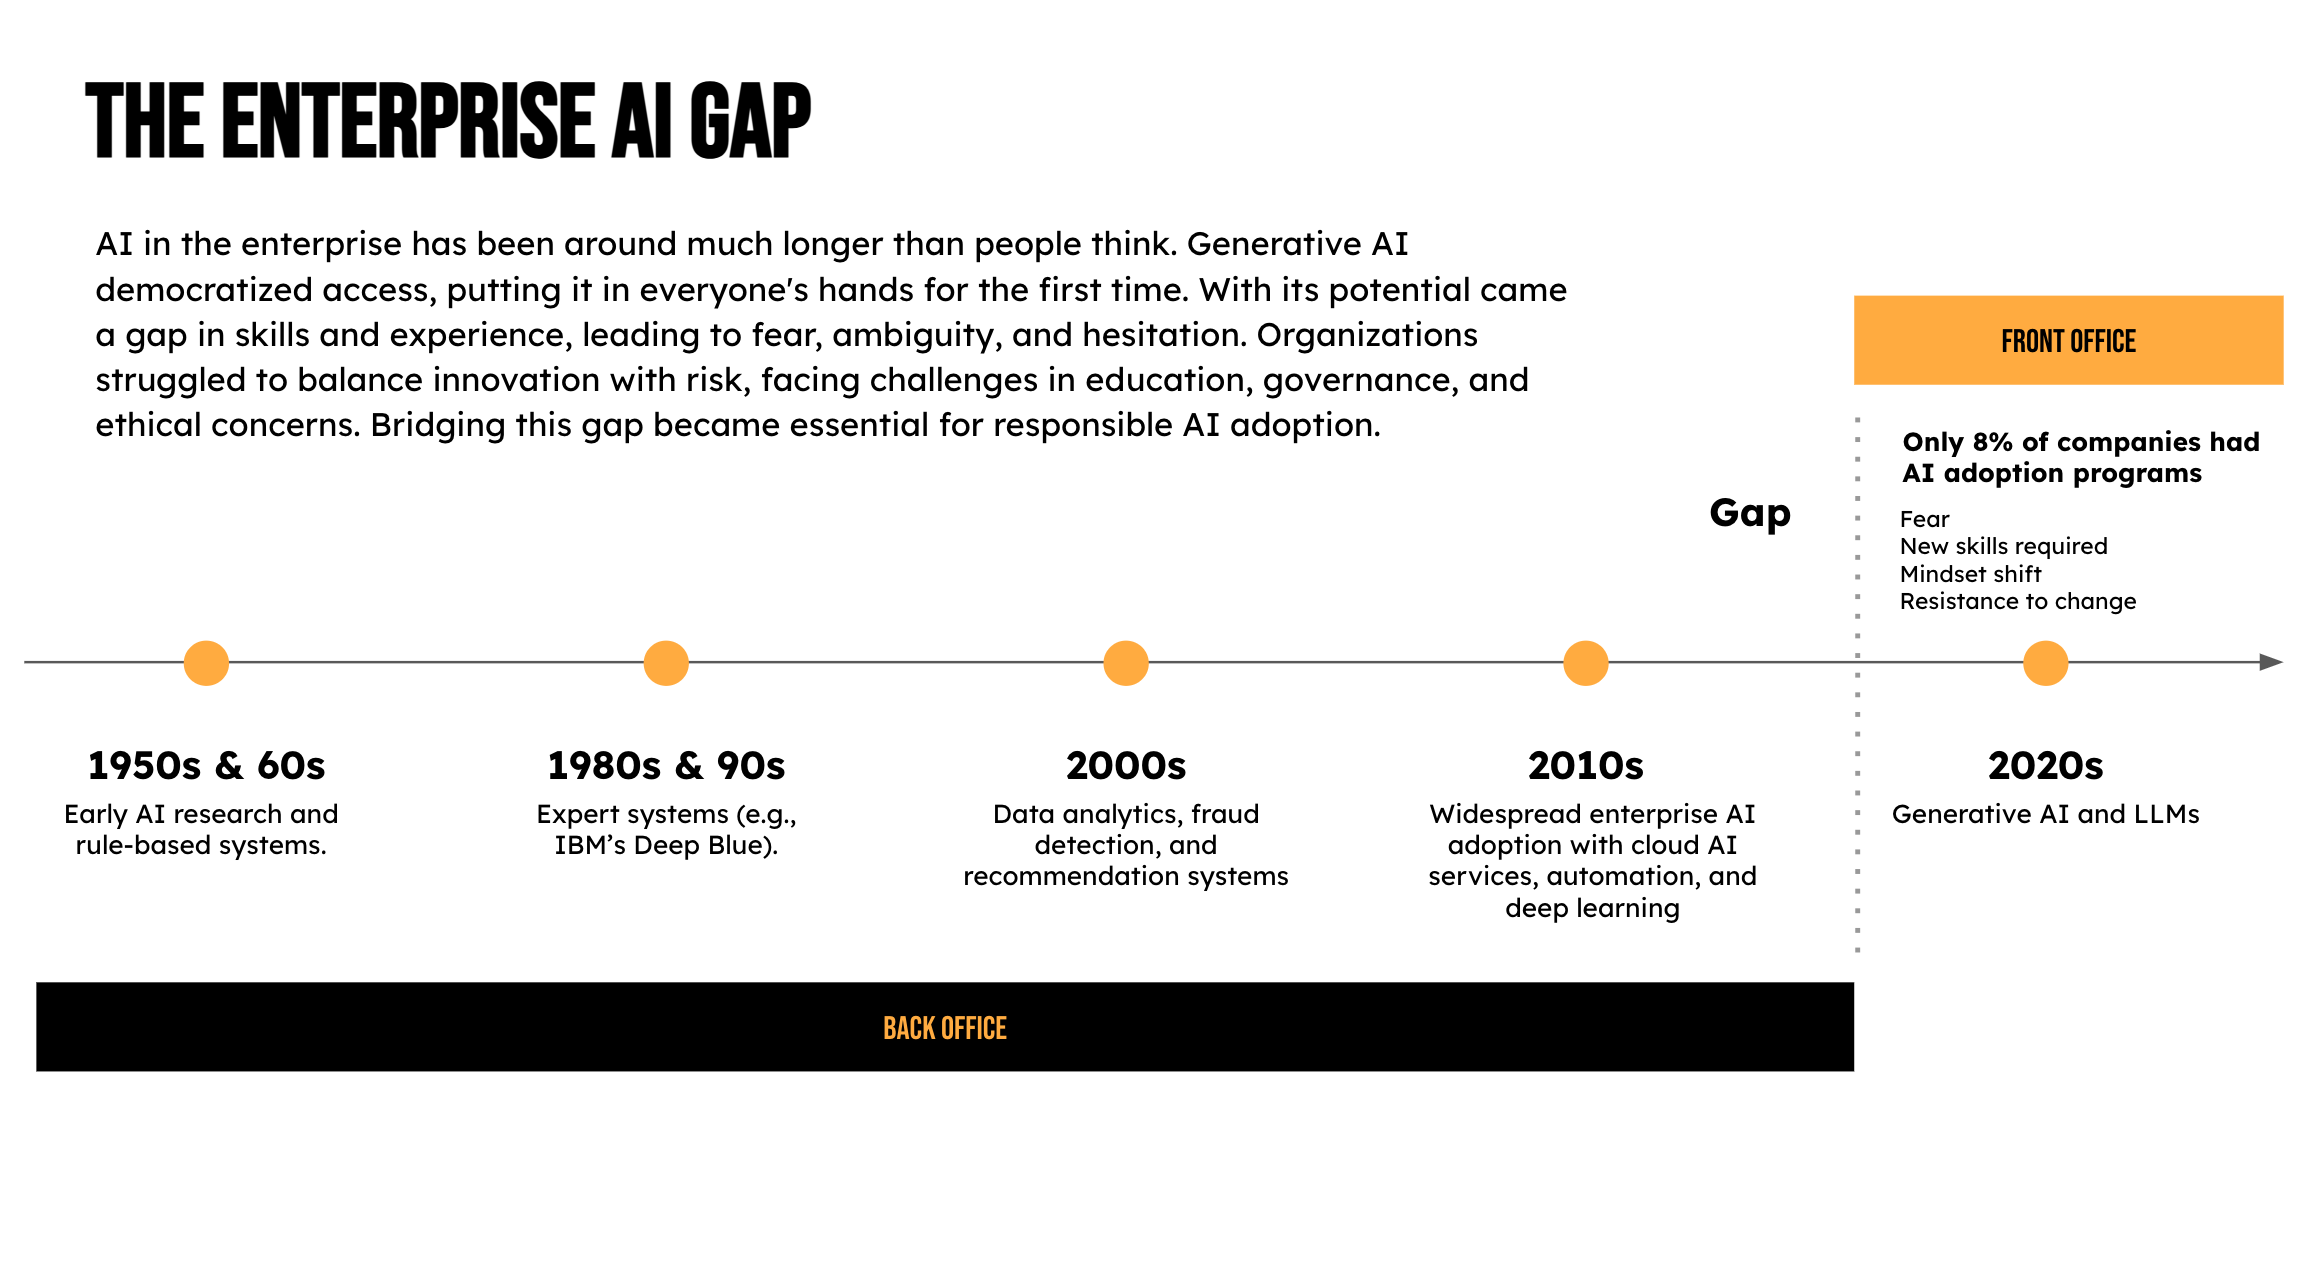 THE ENTERPRISE AI GAP
AI in the enterprise has been around much longer than people think. Generative AI
democratized access, putting it in everyone's hands for the first time. With its potential came
a gap in skills and experience, leading to fear, ambiguity, and hesitation. Organizations
struggled to balance innovation with risk, facing challenges in education, governance, and
ethical concerns. Bridging this gap became essential for responsible AI adoption.
FRONT OFFICE
Only 8% of companies had
AI adoption programs
Gap
Fear
New skills required
Mindset shift
Resistance to change
1950s & 60s
Early AI research and
rule-based systems.
1980s & 90s
Expert systems (e.g.,
IBM’s Deep Blue).
2000s
Data analytics, fraud
detection, and
recommendation systems
2010s
Widespread enterprise AI
adoption with cloud AI
services, automation, and
deep learning
2020s
Generative AI and LLMs
BACK OFFICE